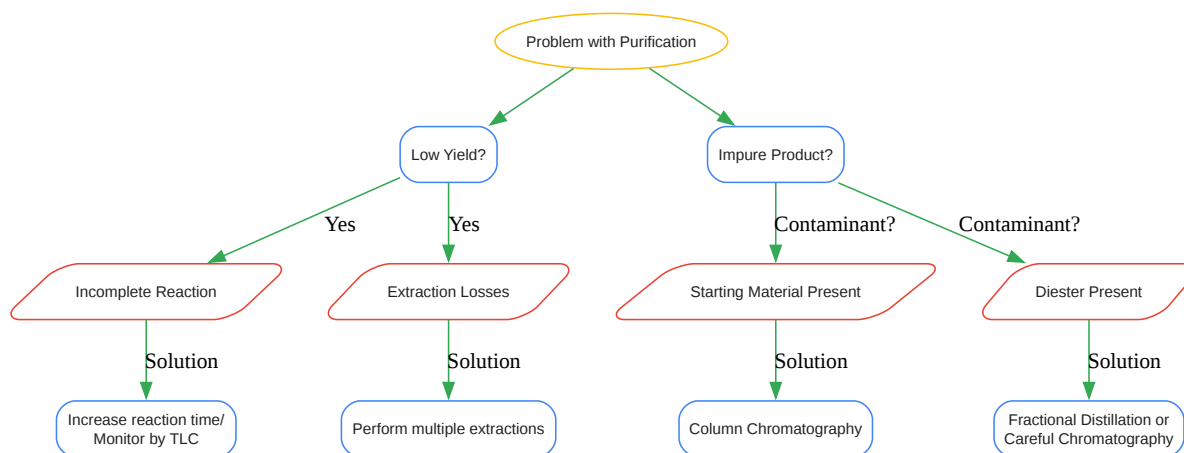 Problem with Purification
Low Yield?
Impure Product?
Yes
Yes
Contaminant?
Contaminant?
Incomplete Reaction
Extraction Losses
Starting Material Present
Diester Present
Solution
Solution
Solution
Solution
Increase reaction time/
Monitor by TLC
Perform multiple extractions
Column Chromatography
Fractional Distillation or
Careful Chromatography